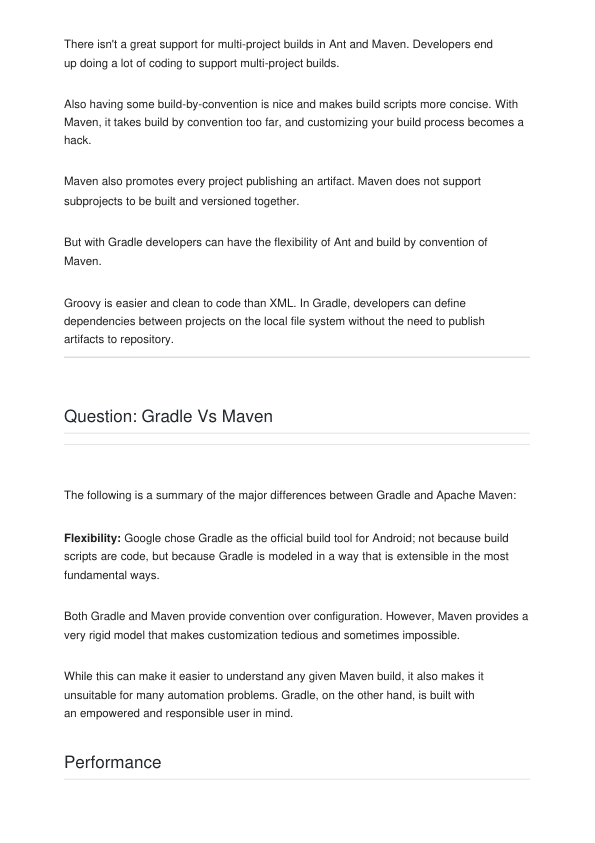 There isn't a great support for multi-project builds in Ant and Maven. Developers end
up doing a lot of coding to support multi-project builds.
Also having some build-by-convention is nice and makes build scripts more concise. With
Maven, it takes build by convention too far, and customizing your build process becomes a
hack.
Maven also promotes every project publishing an artifact. Maven does not support
subprojects to be built and versioned together.
But with Gradle developers can have the flexibility of Ant and build by convention of
Maven.
Groovy is easier and clean to code than XML. In Gradle, developers can define
dependencies between projects on the local file system without the need to publish
artifacts to repository.
Question: Gradle Vs Maven
The following is a summary of the major differences between Gradle and Apache Maven:
Flexibility: Google chose Gradle as the official build tool for Android; not because build
scripts are code, but because Gradle is modeled in a way that is extensible in the most
fundamental ways.
Both Gradle and Maven provide convention over configuration. However, Maven provides a
very rigid model that makes customization tedious and sometimes impossible.
While this can make it easier to understand any given Maven build, it also makes it
unsuitable for many automation problems. Gradle, on the other hand, is built with
an empowered and responsible user in mind.
Performance